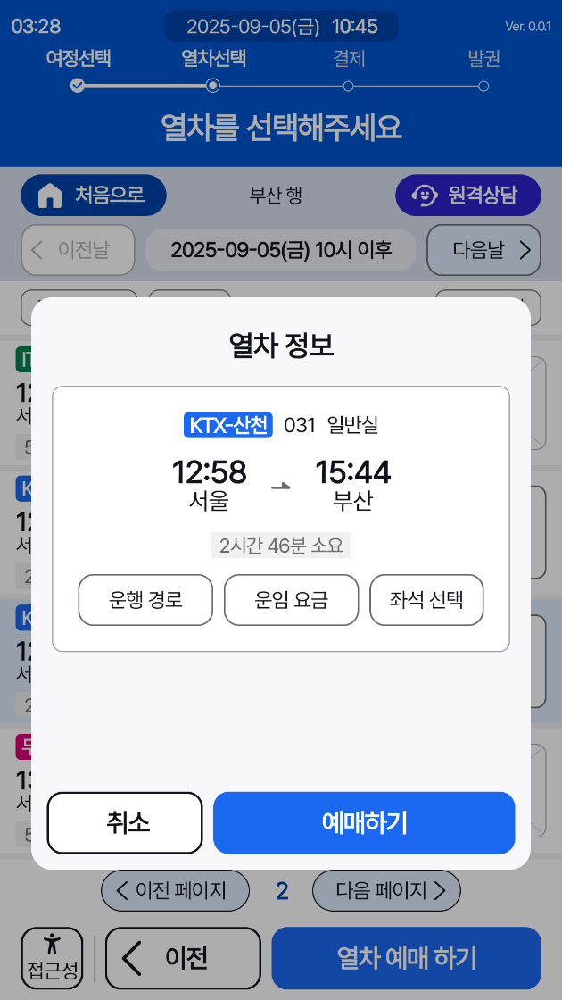 03:28
2025-09-05(금) 10:45
Ver. 0.0.1
여정선택 열차선택 결제 발권
열차를 선택해주세요
처음으로
부산 행
원격상담
이전날
2025-09-05(금) 10시 이후
다음날
열차 정보
KTX-산천 031 일반실
12:58 15:44
서울 부산
2시간 46분 소요
운행 경로 운임 요금 좌석 선택
취소 예매하기
이전 페이지 2 다음 페이지
접근성 이전 열차 예매 하기